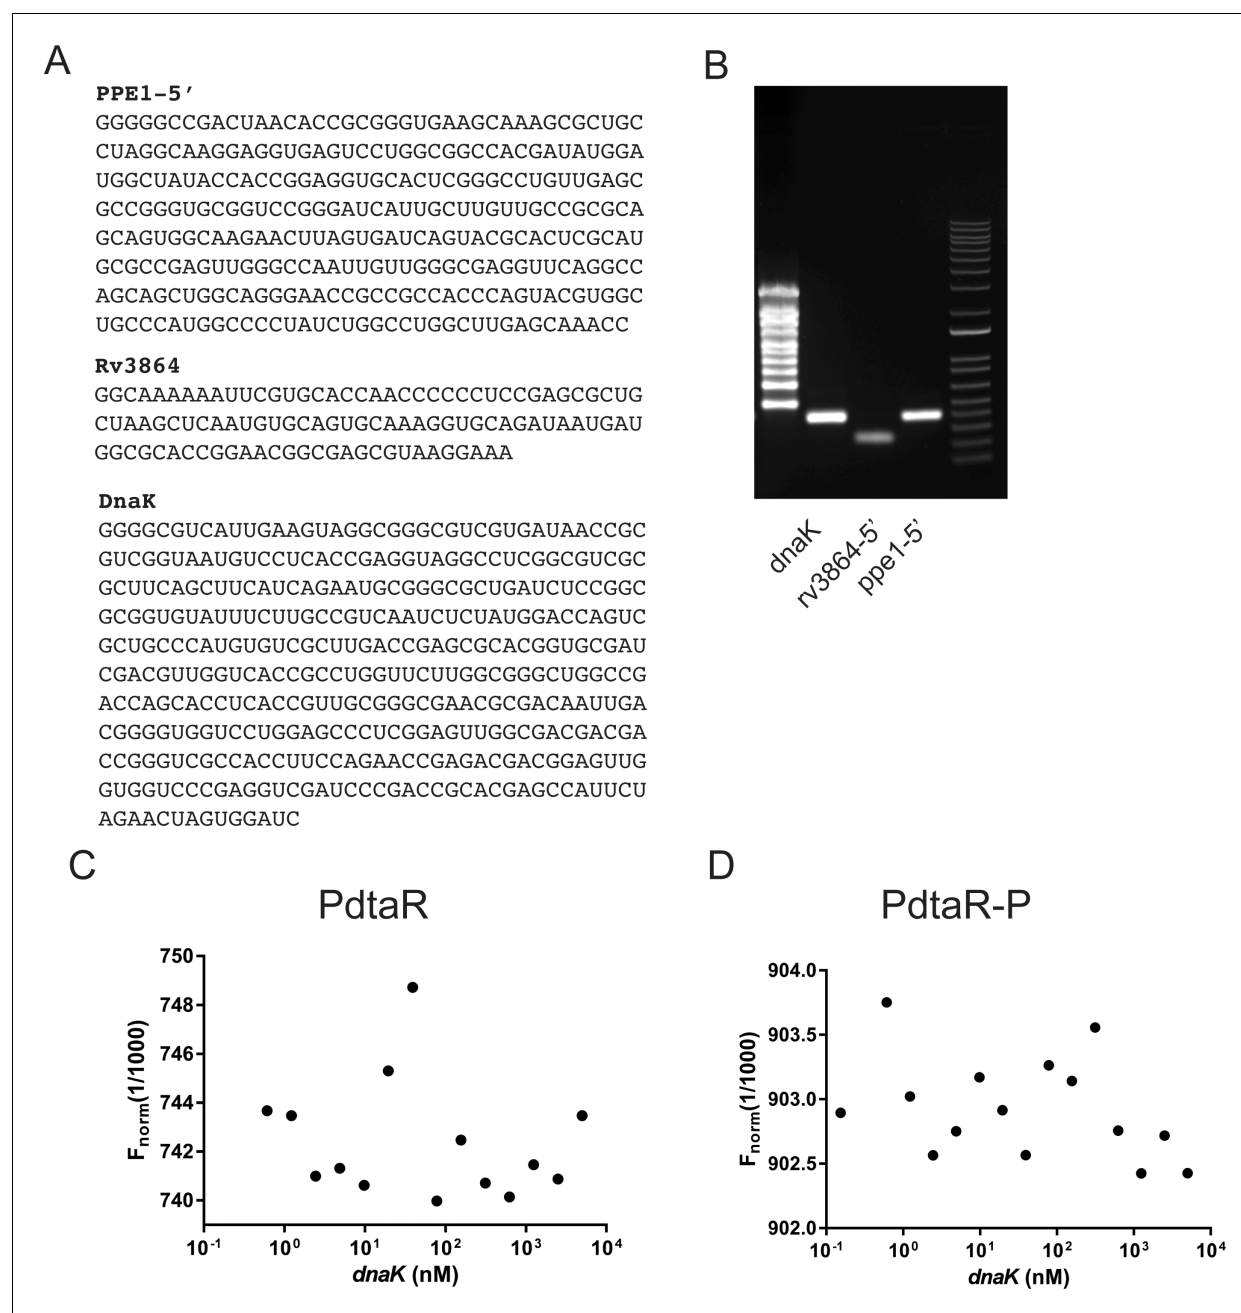 A
PPE1-5’
GGGGGCCGACUAACACCGCGGGUGAAGCAAAGCGCUGC
CUAGGCAAGGAGGUGAGUCCUGGCGGCCACGAUAUGGA
UGGCUAUACCACCGGAGGUGCACUCGGGCCUGUUGAGC
GCCGGGUGCGGUCCGGGAUCAUUGCUUGUUGCCGCGCA
GCAGUGGCAAGAACUUAGUGAUCAGUACGCACUCGCAU
GCGCCGAGUUGGGCCAAUUGUUGGGCGAGGUUCAGGCC
AGCAGCUGGCAGGGAACCGCCGCCACCCAGUACGUGGC
UGCCCAUGGCCCCUAUCUGGCCUGGCUUGAGCAAACC
Rv3864
GGCAAAAAAUUCGUGCACCAACCCCCCUCCGAGCGCUG
CUAAGCUCAAUGUGCAGUGCAAAGGUGCAGAUAAUGAU
GGCGCACCGGAACGGCGAGCGUAAGGAAA
DnaK
GGGGCGUCAUUGAAGUAGGCGGGCGUCGUGAUAACCGC
GUCGGUAAUGUCCUCACCGAGGUAGGCCUCGGCGUCGC
GCUUCAGCUUCAUCAGAAUGCGGGCGCUGAUCUCCGGC
GCGGUGUAUUUCUUGCCGUCAAUCUCUAUGGACCAGUC
GCUGCCCAUGUGUCGCUUGACCGAGCGCACGGUGCGAU
CGACGUUGGUCACCGCCUGGUUCUUGGCGGGCUGGCCG
ACCAGCACCUCACCGUUGCGGGCGAACGCGACAAUUGA
CGGGGUGGUCCUGGAGCCCUCGGAGUUGGCGACGACGA
CCGGGUCGCCACCUUCCAGAACCGAGACGACGGAGUUG
GUGGUCCCGAGGUCGAUCCCGACCGCACGAGCCAUUCU
AGAACUAGUGGAUC
B
dnaK
rv3864-5’
ppe1-5’
C
PdtaR
750
748
746
744
742
740
Fnorm(1/1000)
10⁻¹ 10⁰ 10¹ 10² 10³ 10⁴
dnaK (nM)
D
PdtaR-P
904.0
903.5
903.0
902.5
902.0
Fnorm(1/1000)
10⁻¹ 10⁰ 10¹ 10² 10³ 10⁴
dnaK (nM)